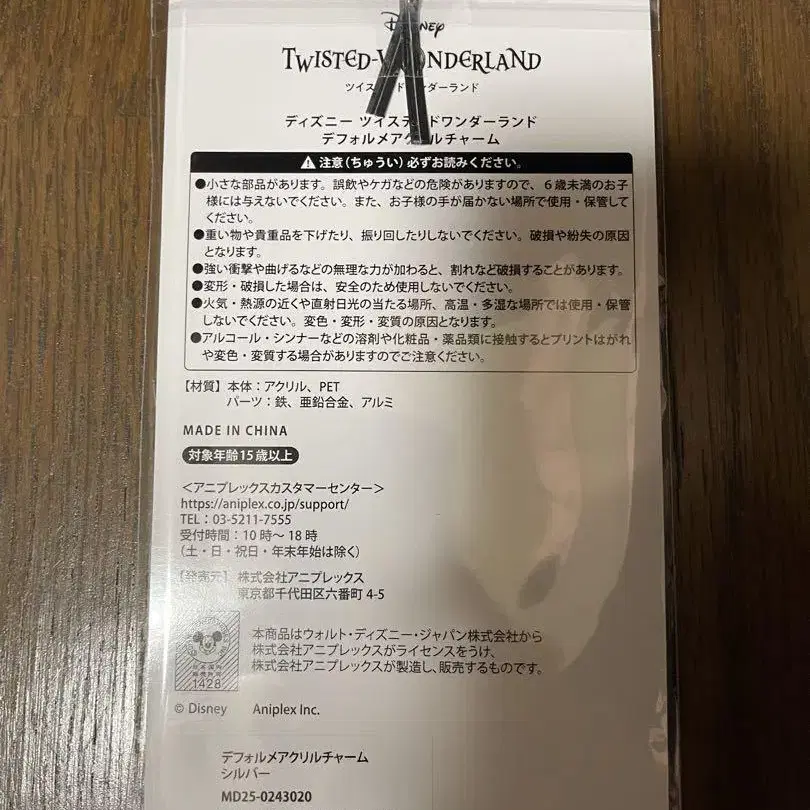 DISNEY
TWISTED-WONDERLAND
ツイステッドワンダーランド
ディズニー ツイステッドワンダーランド
デフォルメアクリルチャーム
注意(ちゅうい)必ずお読みください。
●小さな部品があります。誤飲やケガなどの危険がありますので、6歳未満のお子
様には与えないでください。また、お子様の手が届かない場所で使用・保管して
ください。
●重い物や貴重品を下げたり、振り回したりしないでください。破損や紛失の原因
となります。
●強い衝撃や曲げるなどの無理な力が加わると、割れなど破損することがあります。
●変形・破損した場合は、安全のため使用しないでください。
●火気・熱源の近くや直射日光の当たる場所、高温・多湿な場所では使用・保管
しないでください。変色・変形・変質の原因となります。
●アルコール・シンナーなどの溶剤や化粧品・薬品類に接触するとプリントはがれ
や変色・変質する場合がありますのでご注意ください。
【材質】本体:アクリル、PET
パーツ:鉄、亜鉛合金、アルミ
MADE IN CHINA
対象年齢15歳以上
<アニプレックスカスタマーセンター>
https://aniplex.co.jp/support/
TEL:03-5211-7555
受付時間:10時〜18時
(土・日・祝日・年末年始は除く)
【発売元】 株式会社アニプレックス
東京都千代田区六番町4-5
本商品はウォルト・ディズニー・ジャパン株式会社から
株式会社アニプレックスがライセンスをうけ、
株式会社アニプレックスが製造し、販売するものです。
日本国内
販売許可
1428
© Disney Aniplex Inc.
デフォルメアクリルチャーム
シルバー
MD25-0243020